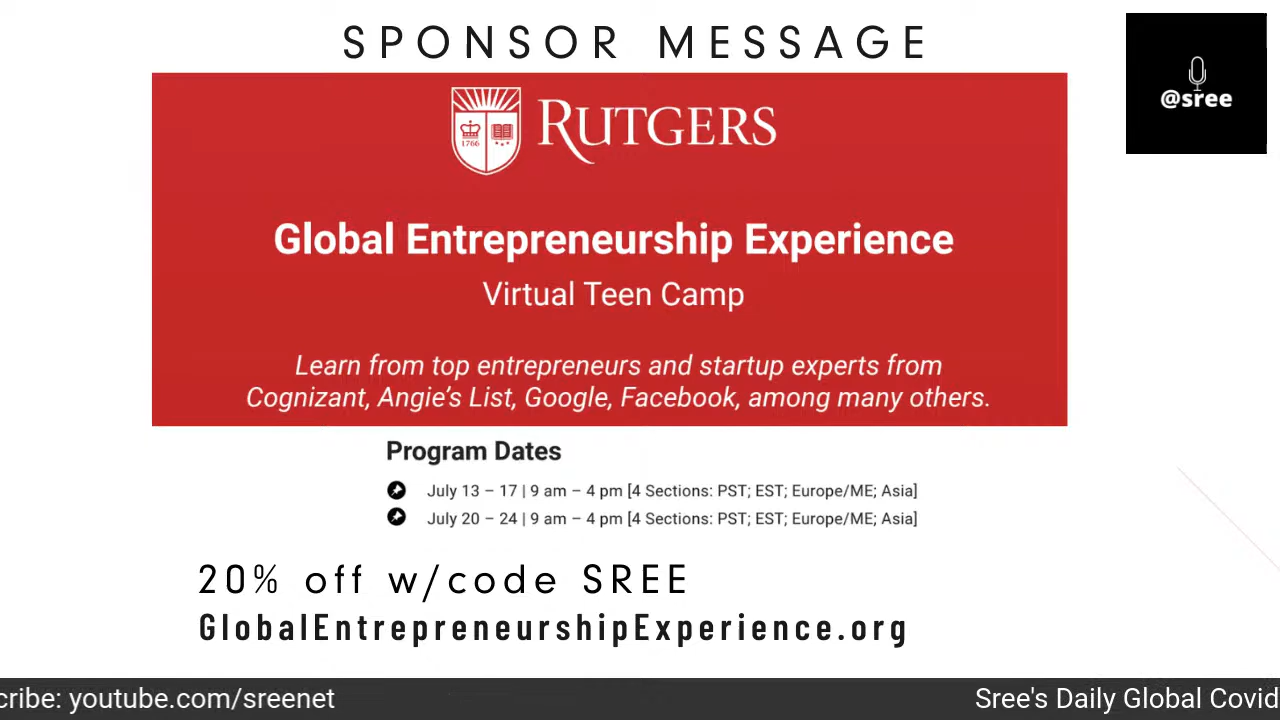 SPONSOR MESSAGE
@sree
1766
RUTGERS
Global Entrepreneurship Experience
Virtual Teen Camp
Learn from top entrepreneurs and startup experts from
Cognizant, Angie’s List, Google, Facebook, among many others.
Program Dates
July 13 – 17 | 9 am – 4 pm [4 Sections: PST; EST; Europe/ME; Asia]
July 20 – 24 | 9 am – 4 pm [4 Sections: PST; EST; Europe/ME; Asia]
20% off w/code SREE
GlobalEntrepreneurshipExperience.org
cribe: youtube.com/sreenet
Sree's Daily Global Covid